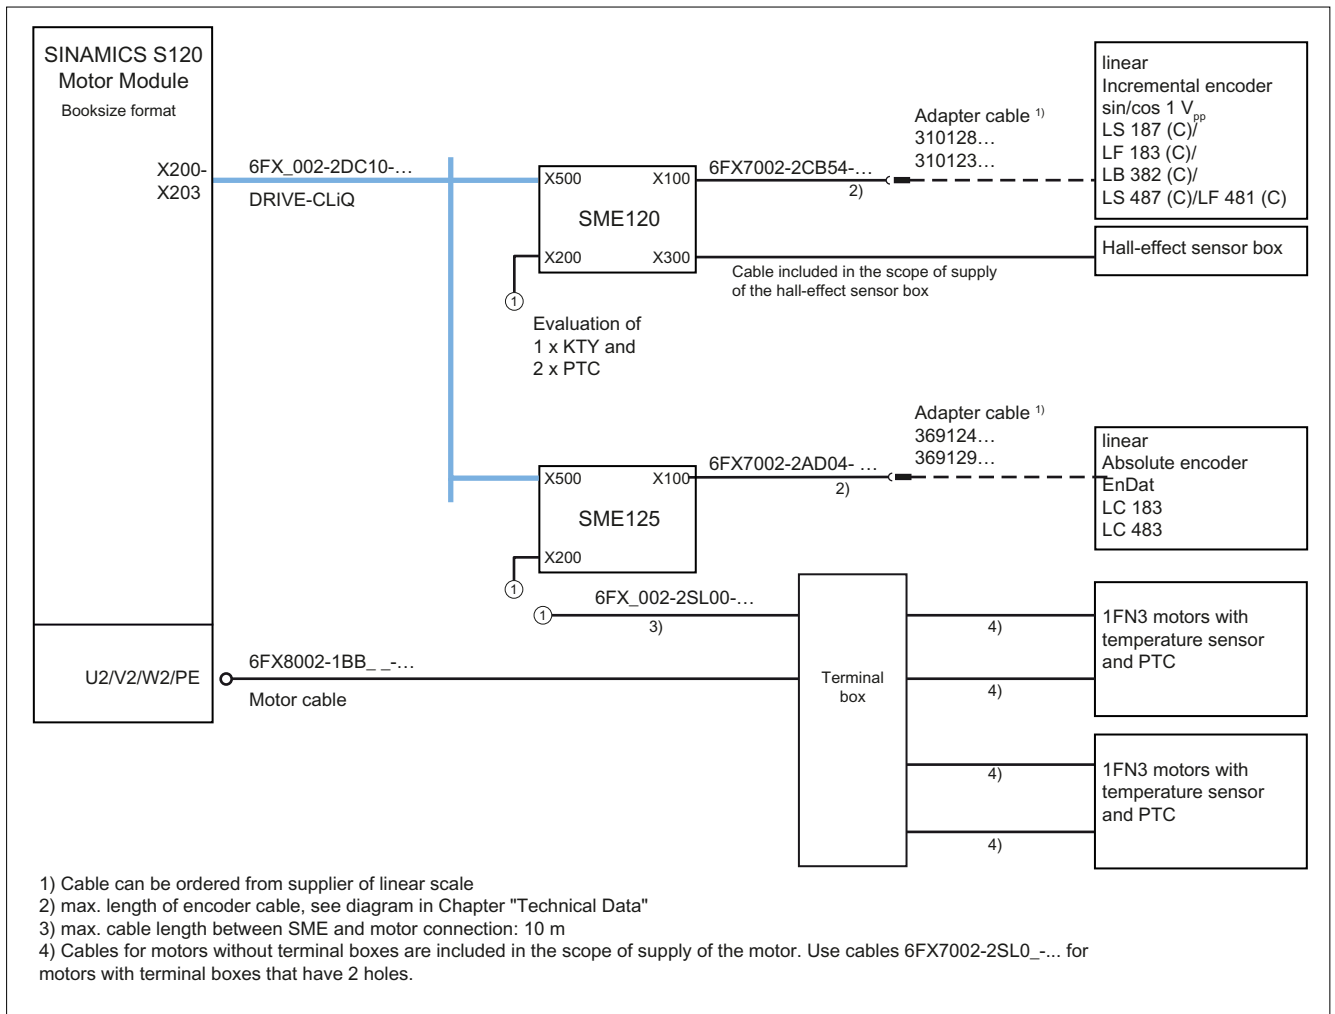 SINAMICS S120
Motor Module
Booksize format
X200-
X203
6FX_002-2DC10-...
DRIVE-CLiQ
X500
X100
SME120
X200
X300
1
Evaluation of
1 x KTY and
2 x PTC
6FX7002-2CB54-...
2)
Adapter cable 1)
310128...
310123...
linear
Incremental encoder
sin/cos 1 Vpp
LS 187 (C)/
LF 183 (C)/
LB 382 (C)/
LS 487 (C)/LF 481 (C)
Hall-effect sensor box
Cable included in the scope of supply
of the hall-effect sensor box
X500
X100
SME125
X200
1
6FX7002-2AD04- ...
2)
Adapter cable 1)
369124...
369129...
linear
Absolute encoder
EnDat
LC 183
LC 483
1
6FX_002-2SL00-...
3)
U2/V2/W2/PE
6FX8002-1BB_ _-...
Motor cable
Terminal
box
4)
4)
4)
4)
1FN3 motors with
temperature sensor
and PTC
1FN3 motors with
temperature sensor
and PTC
1) Cable can be ordered from supplier of linear scale
2) max. length of encoder cable, see diagram in Chapter "Technical Data"
3) max. cable length between SME and motor connection: 10 m
4) Cables for motors without terminal boxes are included in the scope of supply of the motor. Use cables 6FX7002-2SL0_-... for
motors with terminal boxes that have 2 holes.